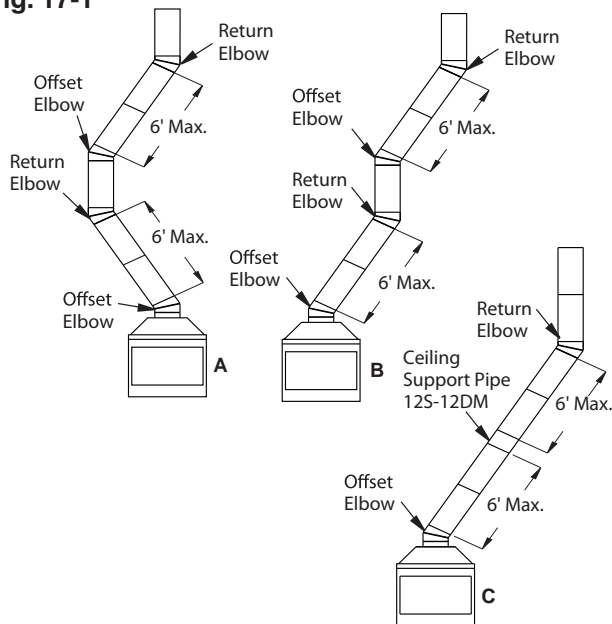 Fig. 17-1
Return
Elbow
Offset
Elbow
6' Max.
Return
Elbow
6' Max.
Offset
Elbow
A
Return
Elbow
Offset
Elbow
6' Max.
Return
Elbow
6' Max.
Offset
Elbow
B
Return
Elbow
Ceiling
Support Pipe
12S-12DM
6' Max.
Offset
Elbow
6' Max.
C